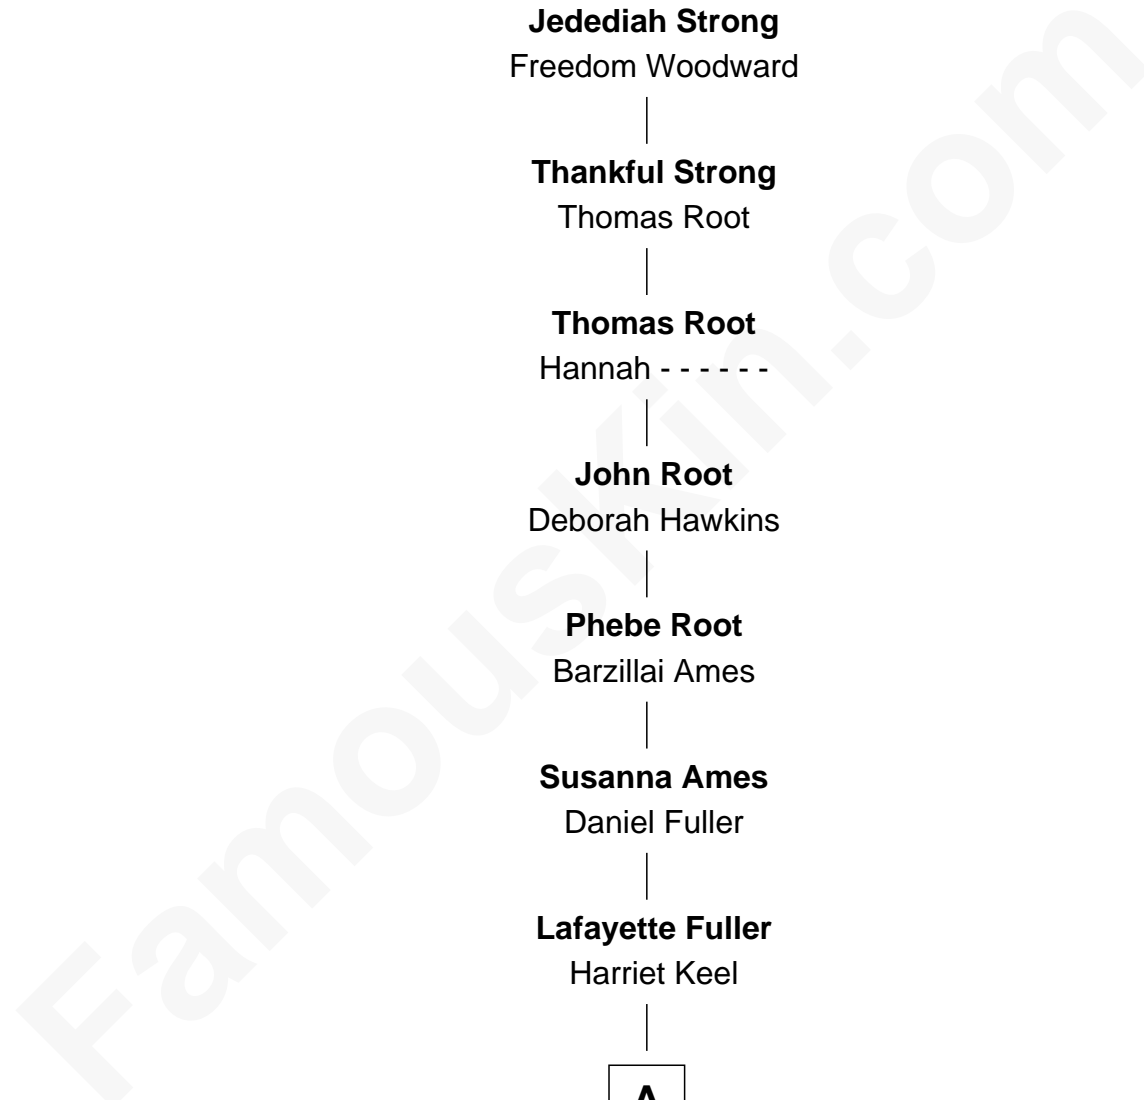 Jedediah Strong
Freedom Woodward
Thankful Strong
Thomas Root
Thomas Root
Hannah - - - - - -
John Root
Deborah Hawkins
Phebe Root
Barzillai Ames
Susanna Ames
Daniel Fuller
Lafayette Fuller
Harriet Keel
A
FamousKin.com